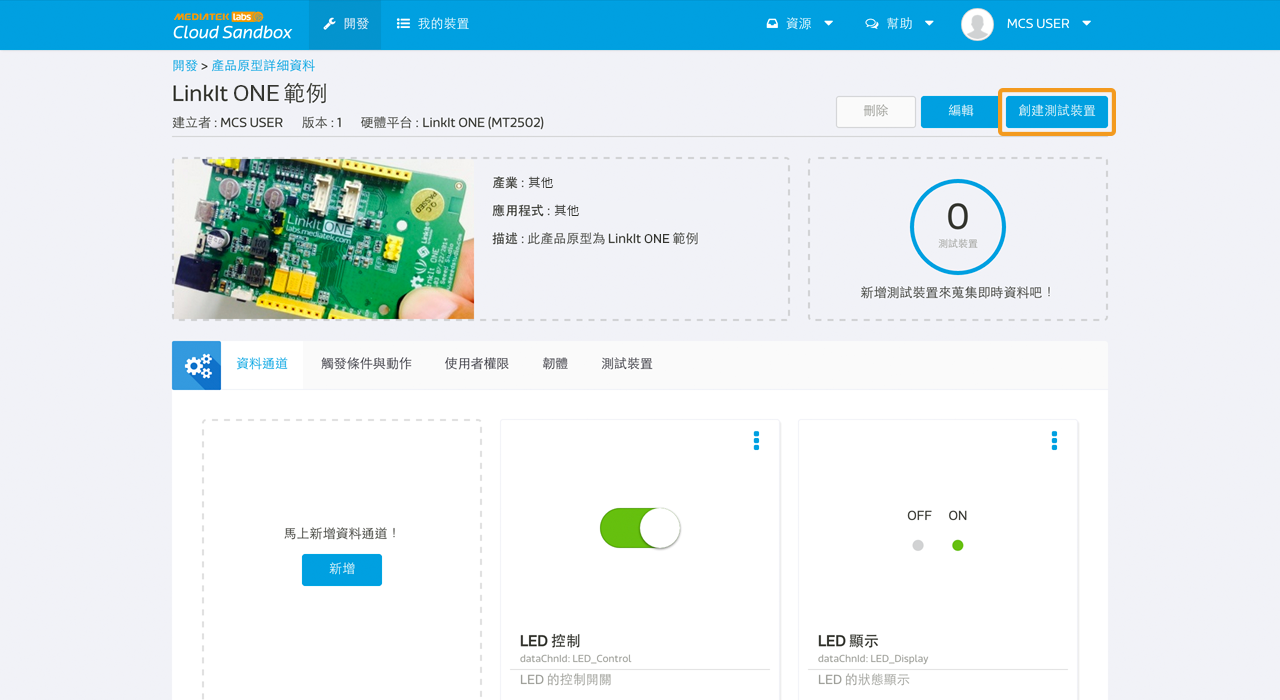 MEDIATEK labs
Cloud Sandbox
開發
我的裝置
資源
幫助
MCS USER
開發 > 產品原型詳細資料
LinkIt ONE 範例
建立者 : MCS USER 版本 : 1 硬體平台 : LinkIt ONE (MT2502)
刪除
編輯
創建測試裝置
LinkIt ONE
labs.mediatek.com
QC
PASSED
產業 : 其他
應用程式 : 其他
描述 : 此產品原型為 LinkIt ONE 範例
0
測試裝置
新增測試裝置來蒐集即時資料吧！
資料通道
觸發條件與動作
使用者權限
韌體
測試裝置
馬上新增資料通道！
新增
LED 控制
dataChnId: LED_Control
LED 的控制開關
OFF ON
LED 顯示
dataChnId: LED_Display
LED 的狀態顯示